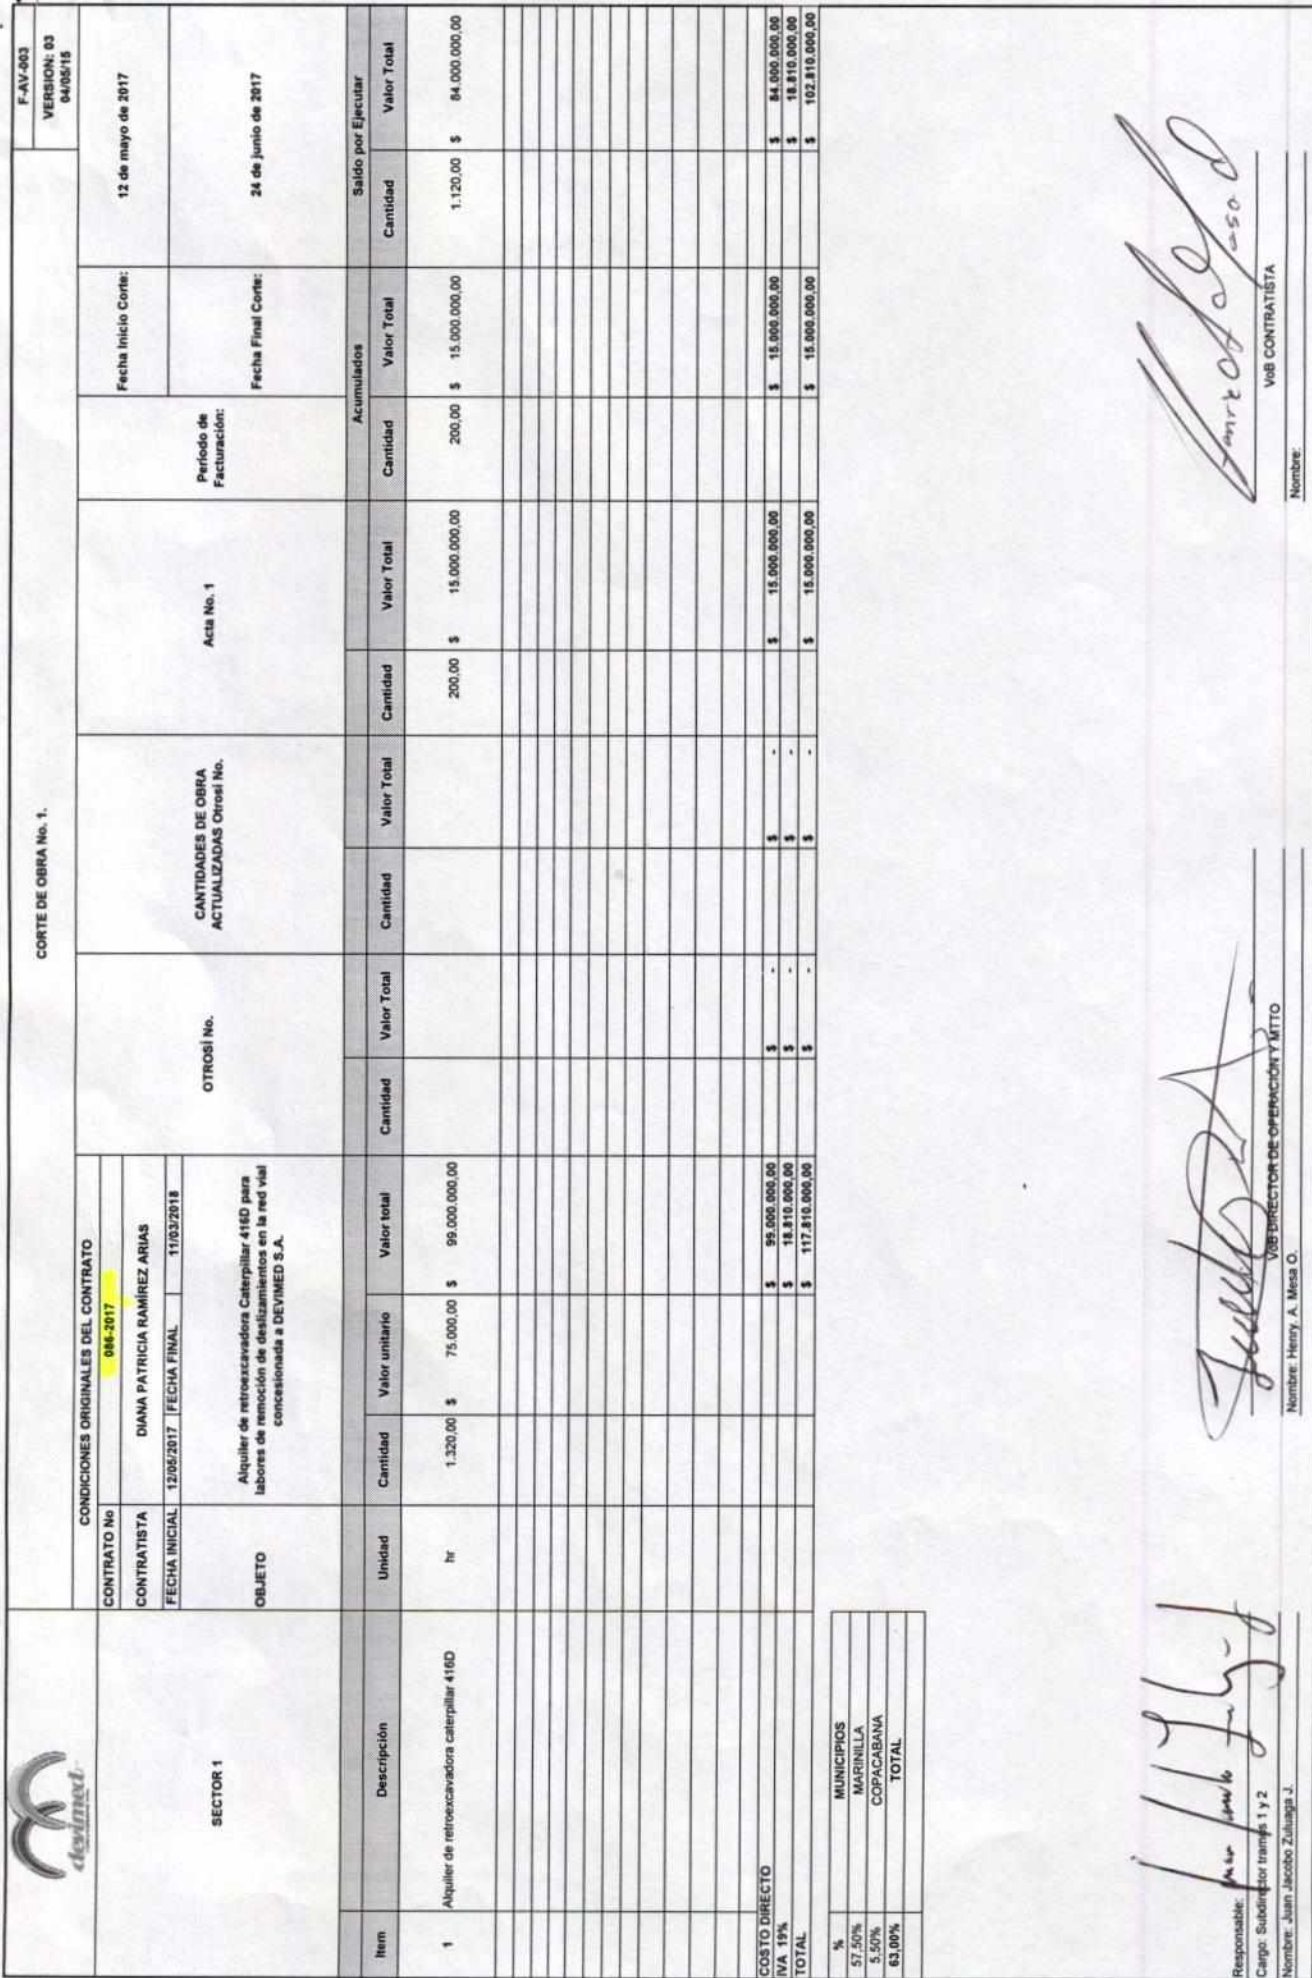 devimed
CORTE DE OBRA No. 1.
F-AV-003
VERSION: 03
04/05/15
SECTOR 1
CONDICIONES ORIGINALES DEL CONTRATO
CONTRATO No 086-2017
CONTRATISTA DIANA PATRICIA RAMÍREZ ARIAS
FECHA INICIAL 12/05/2017 FECHA FINAL 11/03/2018
OBJETO Alquiler de retroexcavadora Caterpillar 416D para
labores de remoción de deslizamientos en la red vial
concesionada a DEVIMED S.A.
OTROSÍ No.
CANTIDADES DE OBRA
ACTUALIZADAS Otrosí No.
Acta No. 1
Periodo de
Facturación:
Fecha Inicio Corte: 12 de mayo de 2017
Fecha Final Corte: 24 de junio de 2017
Acumulados Saldo por Ejecutar
Item Descripción Unidad Cantidad Valor unitario Valor total Cantidad Valor Total Cantidad Valor Total Cantidad Valor Total Cantidad Valor Total Cantidad Valor Total
1 Alquiler de retroexcavadora caterpillar 416D hr 1.320,00 $ 75.000,00 $ 99.000.000,00 200,00 $ 15.000.000,00 200,00 $ 15.000.000,00 1.120,00 $ 84.000.000,00
COSTO DIRECTO $ 99.000.000,00 $ - $ - $ 15.000.000,00 $ 15.000.000,00 $ 84.000.000,00
IVA 19% $ 18.810.000,00 $ - $ - $ 18.810.000,00
TOTAL $ 117.810.000,00 $ - $ - $ 15.000.000,00 $ 15.000.000,00 $ 102.810.000,00
% MUNICIPIOS
57,50% MARINILLA
5,50% COPACABANA
63,00% TOTAL
Responsable:
Cargo: Subdirector tramos 1 y 2
Nombre: Juan Jacobo Zuluaga J.
VoB DIRECTOR DE OPERACIÓN Y MTTO
Nombre: Henry. A. Mesa O.
VoB CONTRATISTA
Nombre: